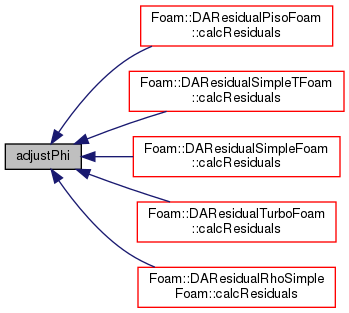 Foam::DAResidualPisoFoam
::calcResiduals
Foam::DAResidualSimpleTFoam
::calcResiduals
adjustPhi
Foam::DAResidualSimpleFoam
::calcResiduals
Foam::DAResidualTurboFoam
::calcResiduals
Foam::DAResidualRhoSimple
Foam::calcResiduals